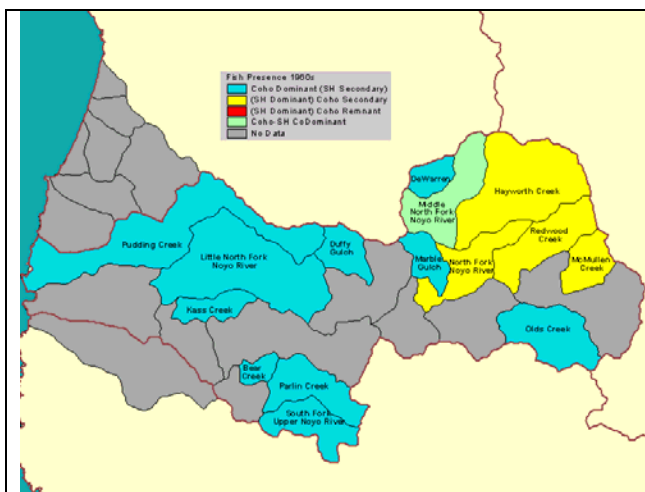 Fish Presence 1960s
Coho Dominant (SH Secondary)
(SH Dominant) Coho Secondary
(SH Dominant) Coho Remnant
Coho-SH CoDominant
No Data
DeWarren
Hayworth Creek
Middle
North Fork
Noyo River
Redwood
Creek
Pudding Creek
Little North Fork
Noyo River
Duffy
Gulch
Marble
Gulch
North Fork
Noyo River
McMullen
Creek
Kass Creek
Olds Creek
Bear
Creek
Parlin Creek
South Fork
Upper Noyo River